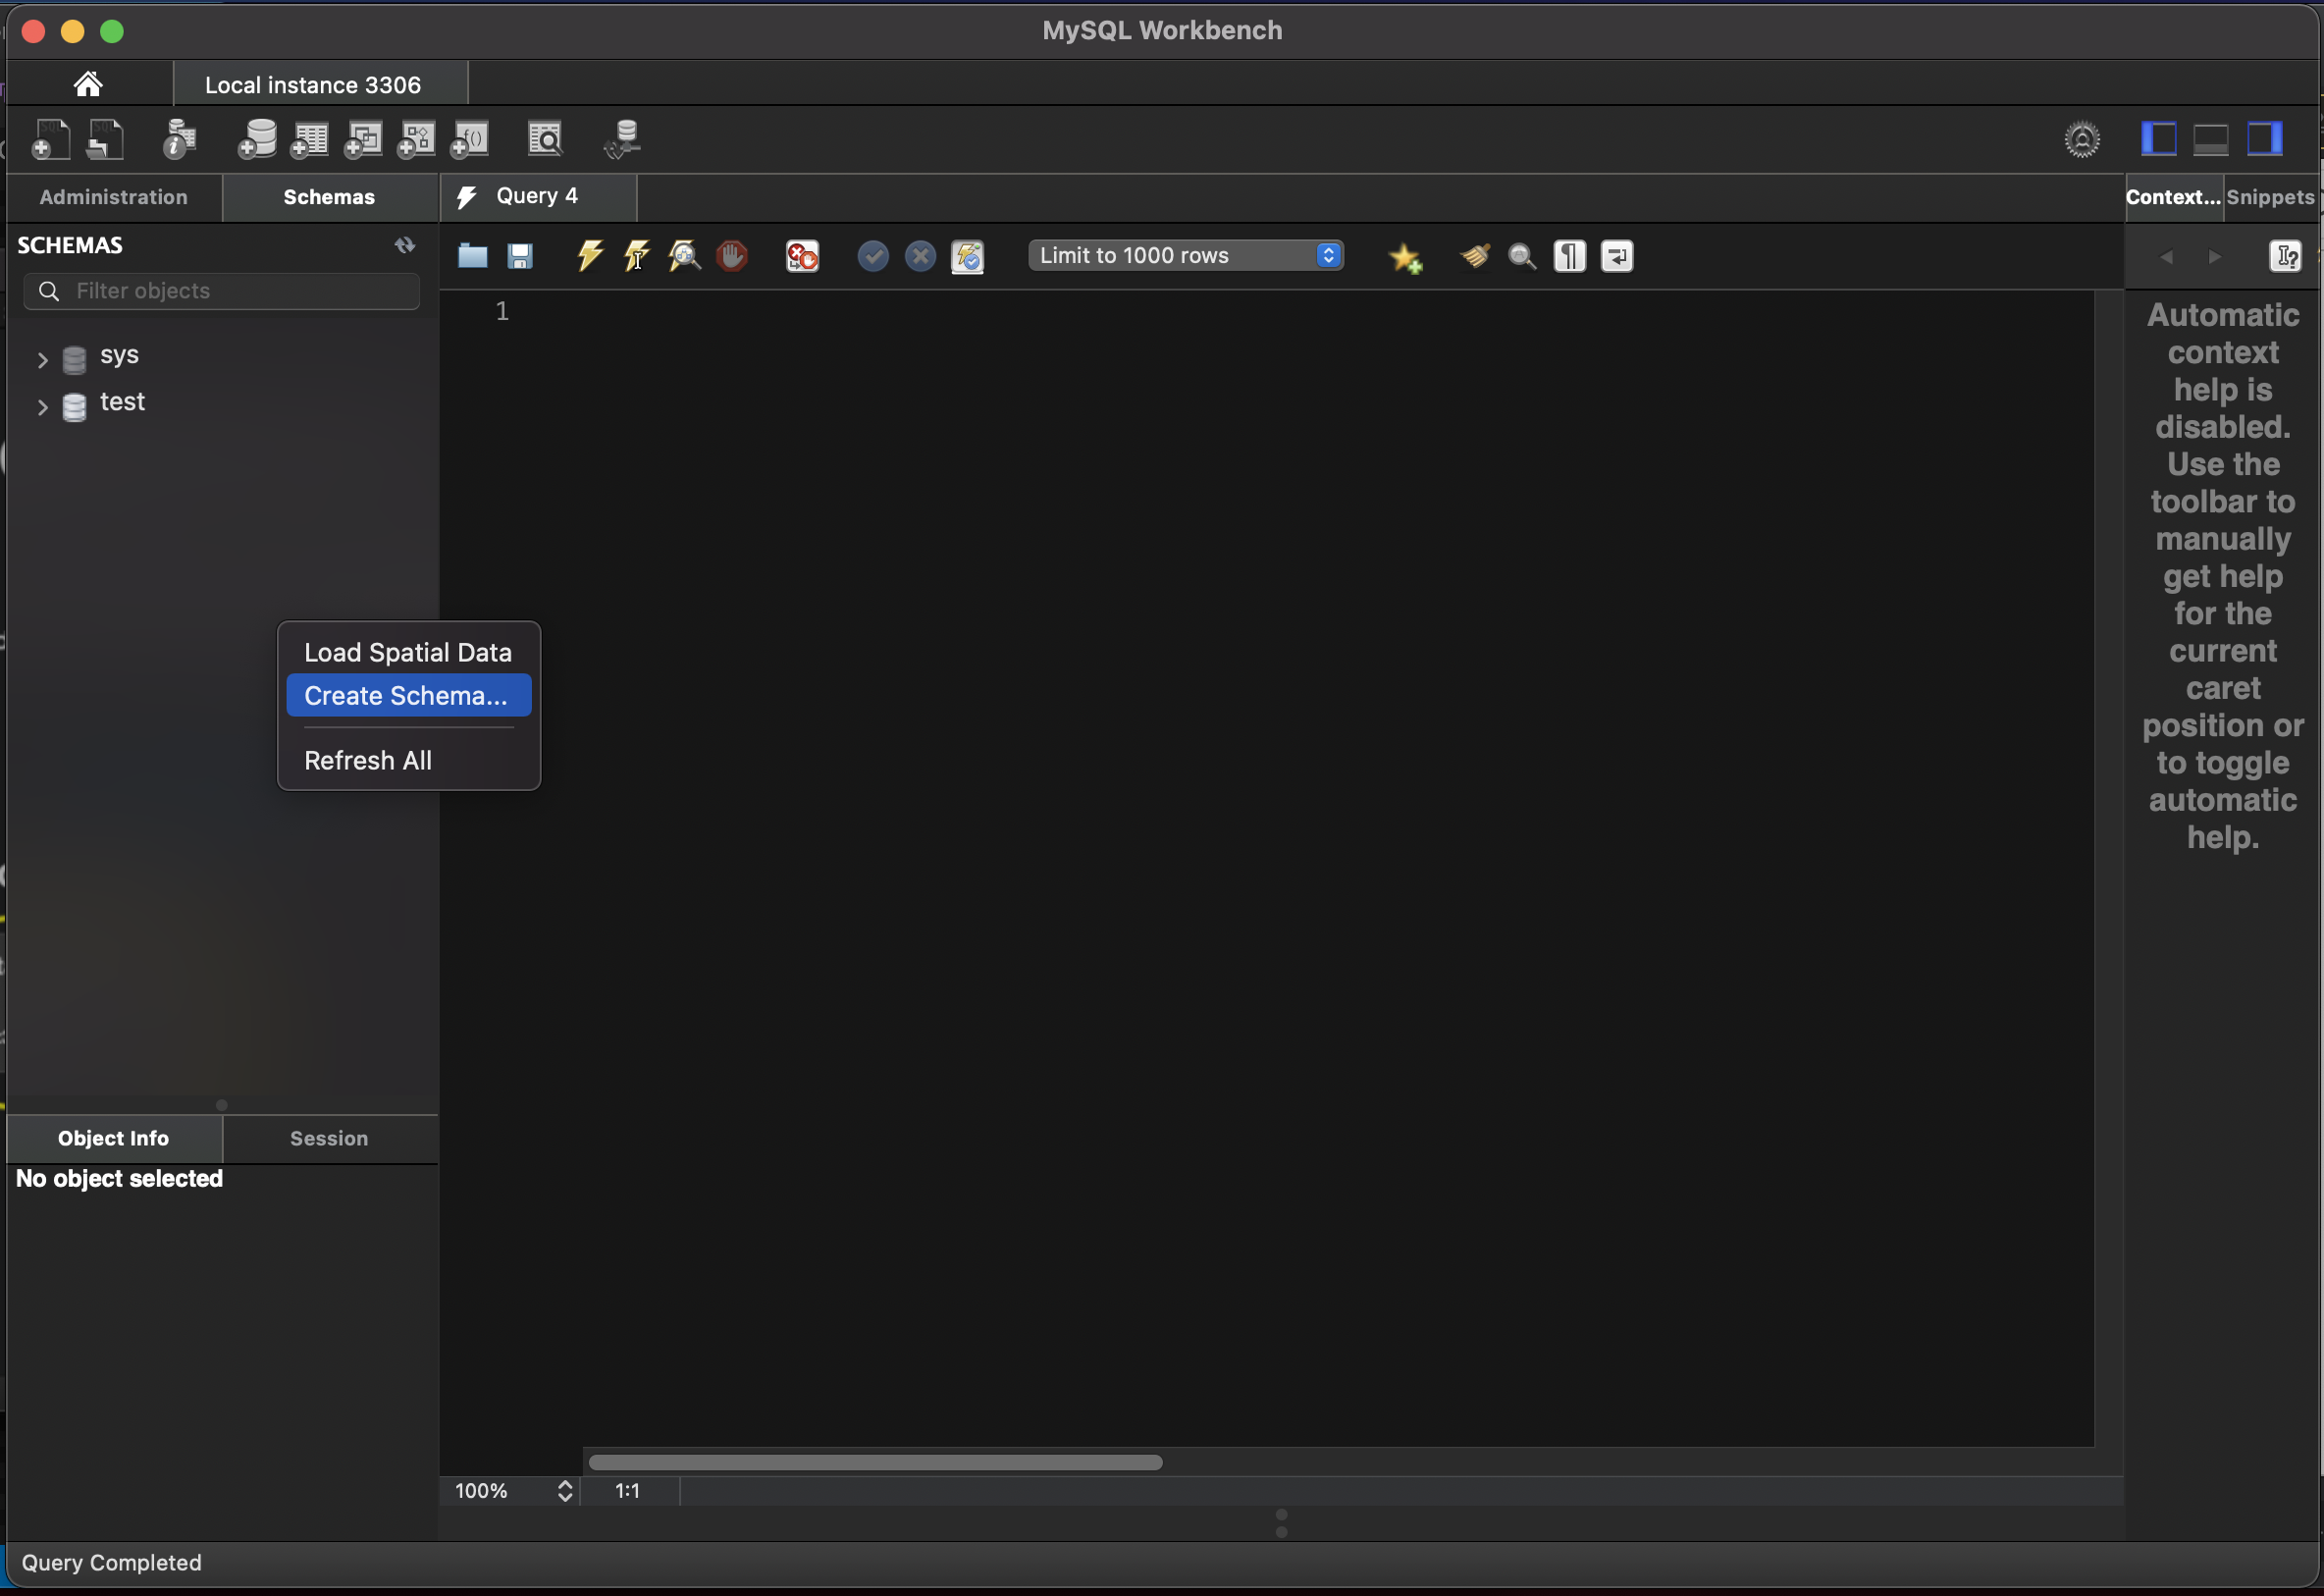 MySQL Workbench
Local instance 3306
Administration
Schemas
Query 4
Context...
Snippets
SCHEMAS
Limit to 1000 rows
Filter objects
1
sys
test
Load Spatial Data
Create Schema...
Refresh All
Automatic
context
help is
disabled.
Use the
toolbar to
manually
get help
for the
current
caret
position or
to toggle
automatic
help.
Object Info
Session
No object selected
100%
1:1
Query Completed